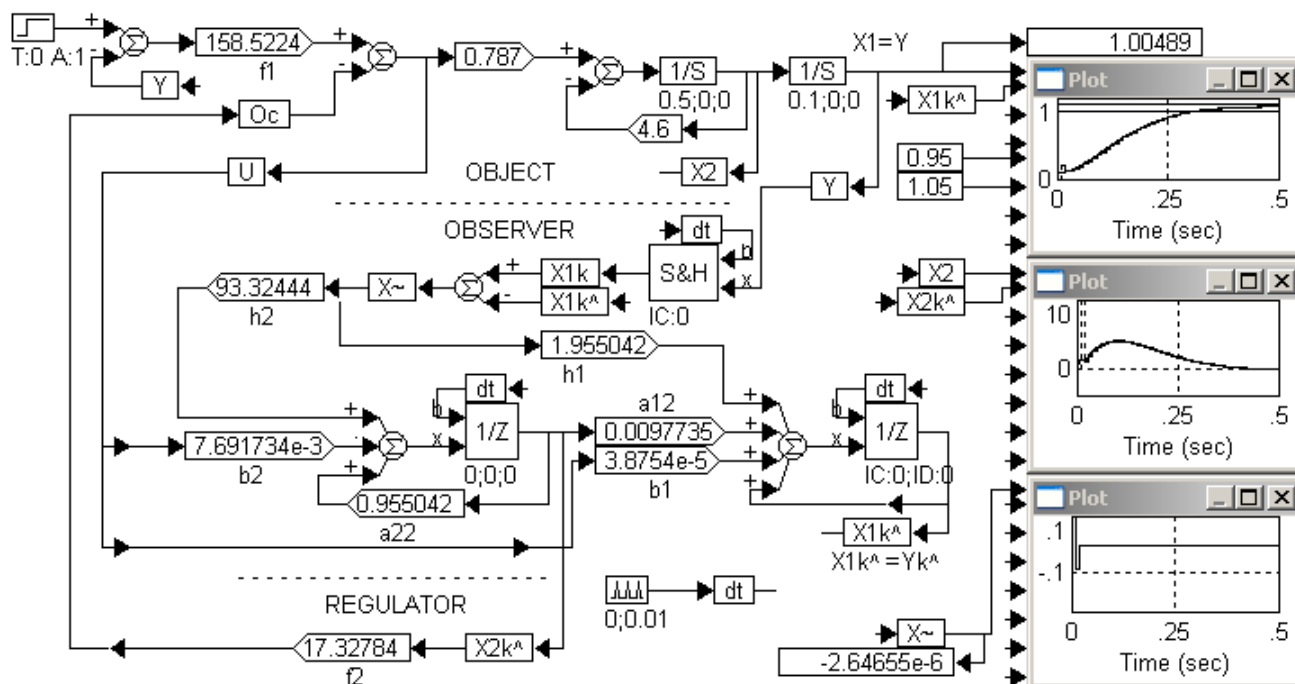 T:0 A:1
+
-
Σ
158.5224
f1
+
-
Σ
0.787
+
-
Σ
1/S
0.5;0;0
1/S
0.1;0;0
X1=Y
1.00489
Y
Oc
4.6
X1k^
U
OBJECT
X2
Y
0.95
1.05
Plot
1
0
0
.25
.5
Time (sec)
OBSERVER
dt
b
S&H
x
IC:0
X1k
X1k^
+
-
Σ
X~
93.32444
h2
X2
X2k^
Plot
10
0
0
.25
.5
Time (sec)
1.955042
h1
dt
b
1/Z
x
0;0;0
a12
0.0097735
3.8754e-5
b1
dt
b
1/Z
x
IC:0;ID:0
+
-
+
Σ
+
+
+
+
Σ
7.691734e-3
b2
0.955042
a22
X1k^
X1k^=Yk^
Plot
.1
-.1
0
.25
.5
Time (sec)
REGULATOR
0;0.01
dt
17.32784
f2
X2k^
X~
-2.64655e-6